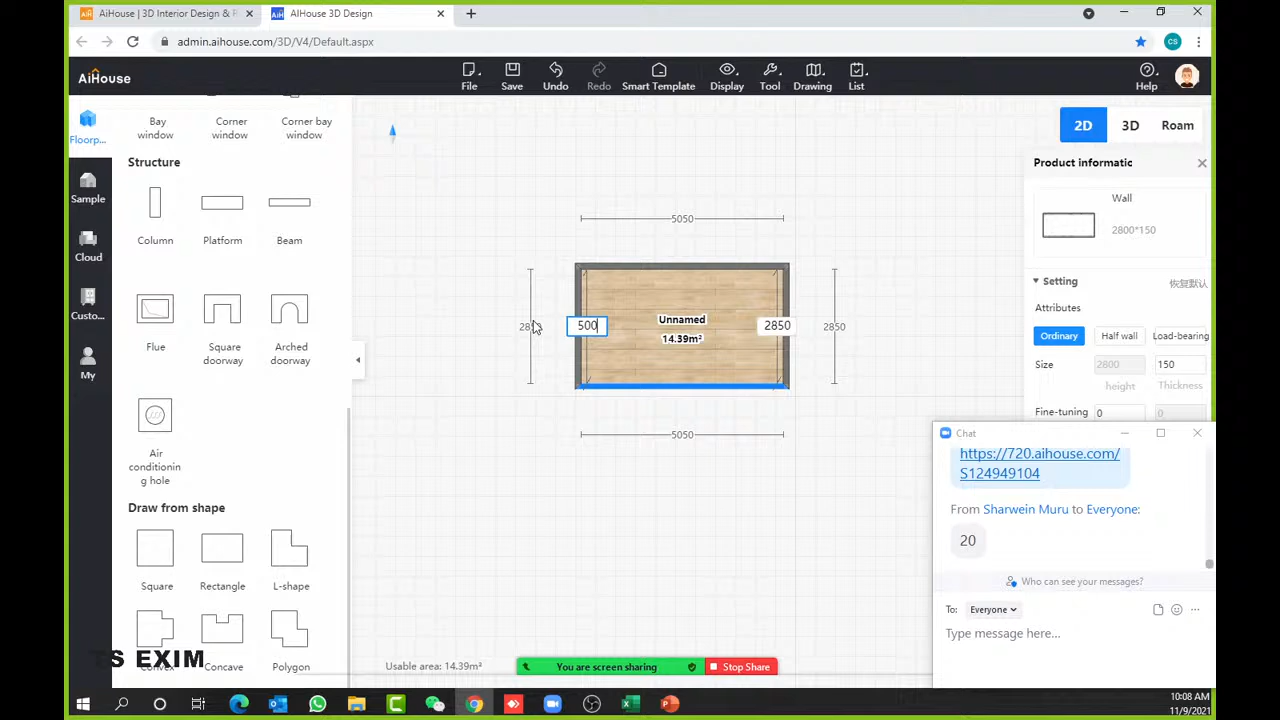 AiHouse | 3D Interior Design & F
AIHouse 3D Design
admin.aihouse.com/3D/V4/Default.aspx
CS
AiHouse
File
Save
Undo
Redo
Smart Template
Display
Tool
Drawing
List
Help
Floorp...
Sample
Cloud
Custo...
My
Bay window
Corner window
Corner bay window
Structure
Column
Platform
Beam
Flue
Square doorway
Arched doorway
Air conditionin g hole
Draw from shape
Square
Rectangle
L-shape
Convex
Concave
Polygon
TS EXIM
2D
3D
Roam
5050
500
2850
2850
Unnamed
14.39m²
5050
Usable area: 14.39m²
You are screen sharing
Stop Share
Product informatic
Wall
2800*150
Setting
恢复默认
Attributes
Ordinary
Half wall
Load-bearing
Size
2800
150
height
Thickness
Fine-tuning
0
0
Chat
https://720.aihouse.com/
S124949104
From Sharwein Muru to Everyone:
20
Who can see your messages?
To: Everyone
Type message here...
10:08 AM
11/9/2021